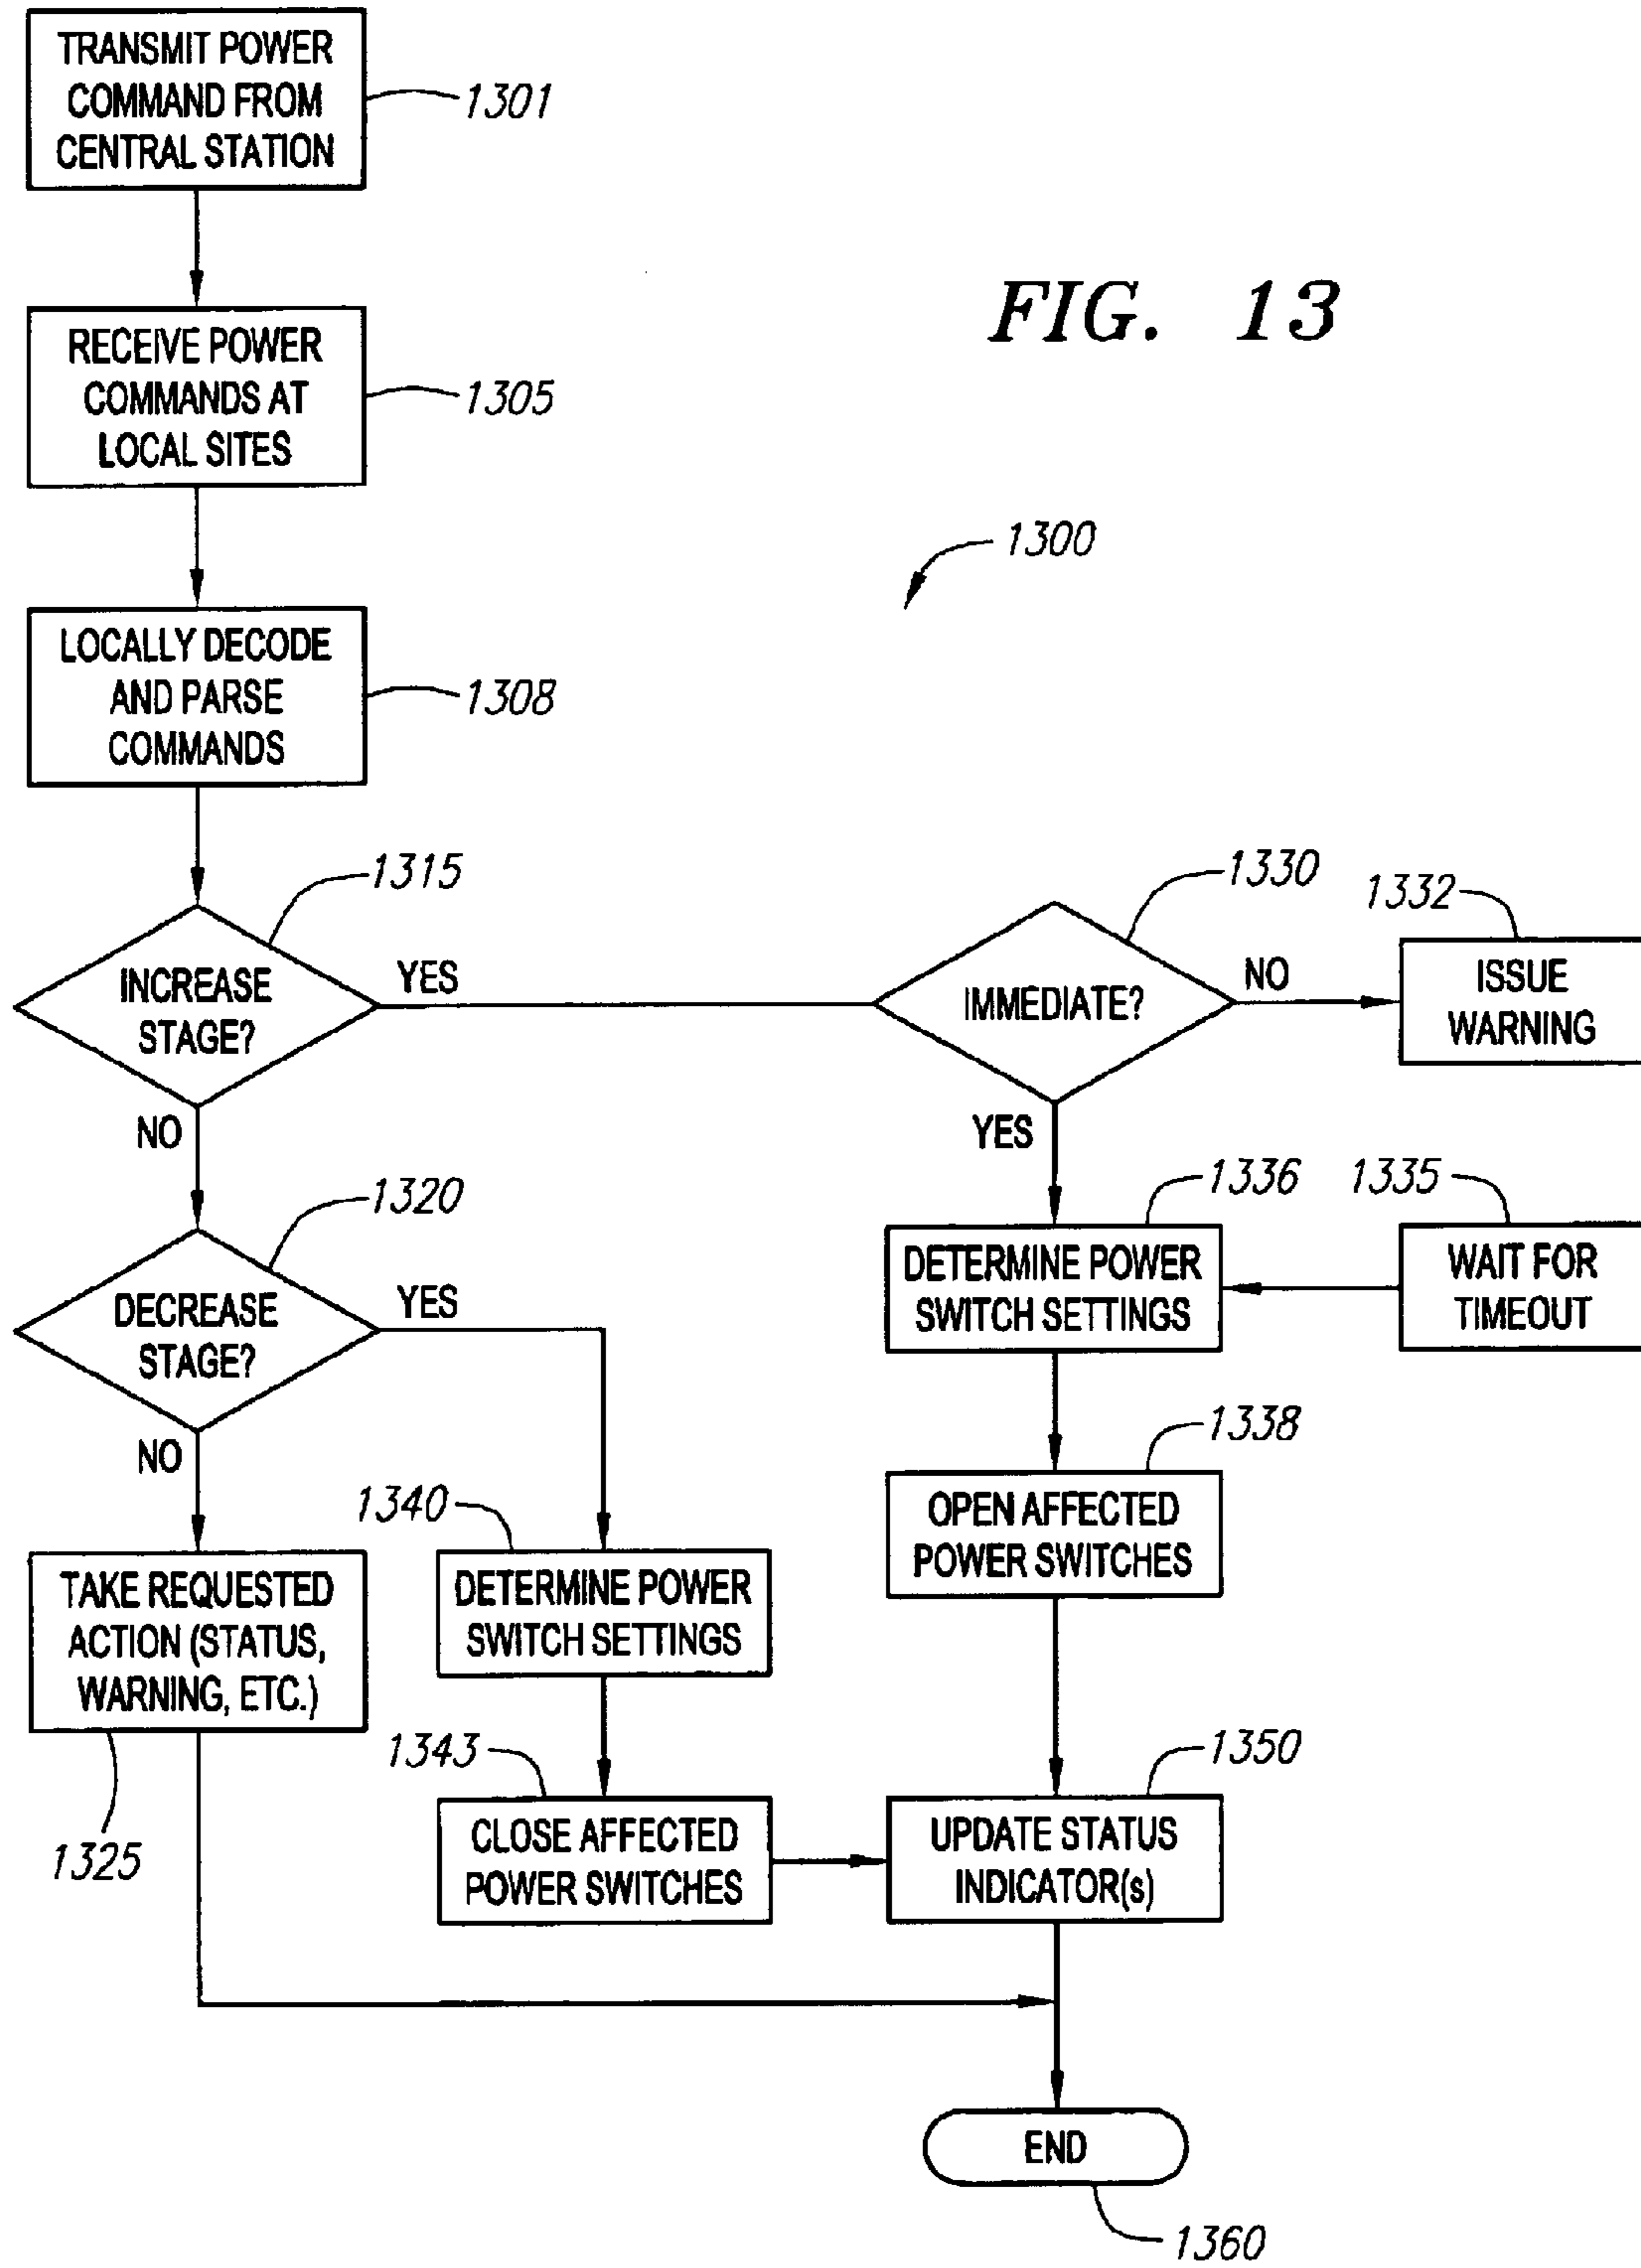 TRANSMIT POWER
COMMAND FROM
CENTRAL STATION
1301
FIG. 13
RECEIVE POWER
COMMANDS AT
LOCAL SITES
1305
1300
LOCALLY DECODE
AND PARSE
COMMANDS
1308
1315
INCREASE
STAGE?
YES
NO
1330
IMMEDIATE?
NO
YES
1332
ISSUE
WARNING
1320
DECREASE
STAGE?
YES
NO
1336
DETERMINE POWER
SWITCH SETTINGS
1335
WAIT FOR
TIMEOUT
1338
OPEN AFFECTED
POWER SWITCHES
1340
DETERMINE POWER
SWITCH SETTINGS
TAKE REQUESTED
ACTION (STATUS,
WARNING, ETC.)
1325
1343
CLOSE AFFECTED
POWER SWITCHES
1350
UPDATE STATUS
INDICATOR(s)
END
1360